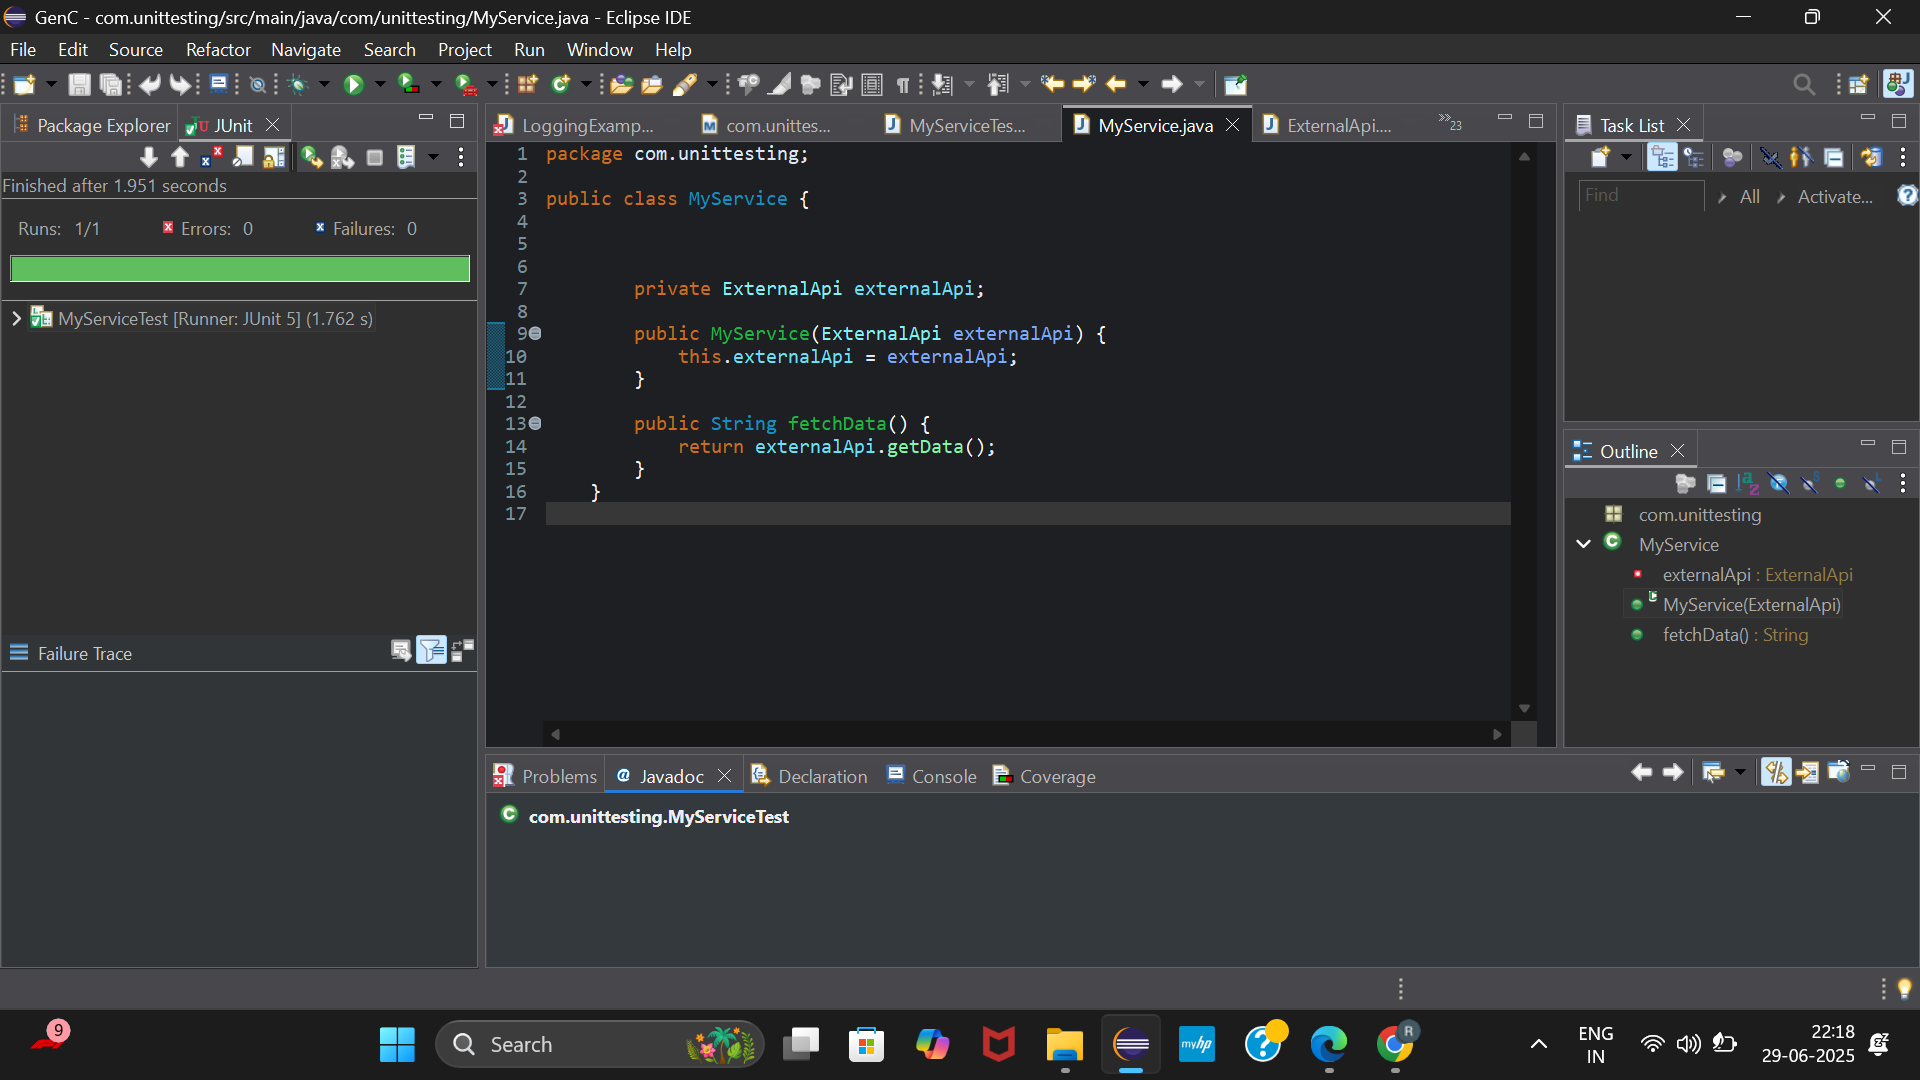 GenC - com.unittesting/src/main/java/com/unittesting/MyService.java - Eclipse IDE
File Edit Source Refactor Navigate Search Project Run Window Help
Package Explorer
JUnit
Finished after 1.951 seconds
Runs: 1/1 Errors: 0 Failures: 0
MyServiceTest [Runner: JUnit 5] (1.762 s)
Failure Trace
LoggingExamp... com.unittes... MyServiceTes... MyService.java ExternalApi.... »23
1 package com.unittesting;
2
3 public class MyService {
4
5
6
7 private ExternalApi externalApi;
8
9 public MyService(ExternalApi externalApi) {
10 this.externalApi = externalApi;
11 }
12
13 public String fetchData() {
14 return externalApi.getData();
15 }
16 }
17
Task List
Find All Activate...
Outline
com.unittesting
MyService
externalApi : ExternalApi
MyService(ExternalApi)
fetchData() : String
Problems Javadoc Declaration Console Coverage
com.unittesting.MyServiceTest
9
Search
myhp
R
ENG
IN
22:18
29-06-2025